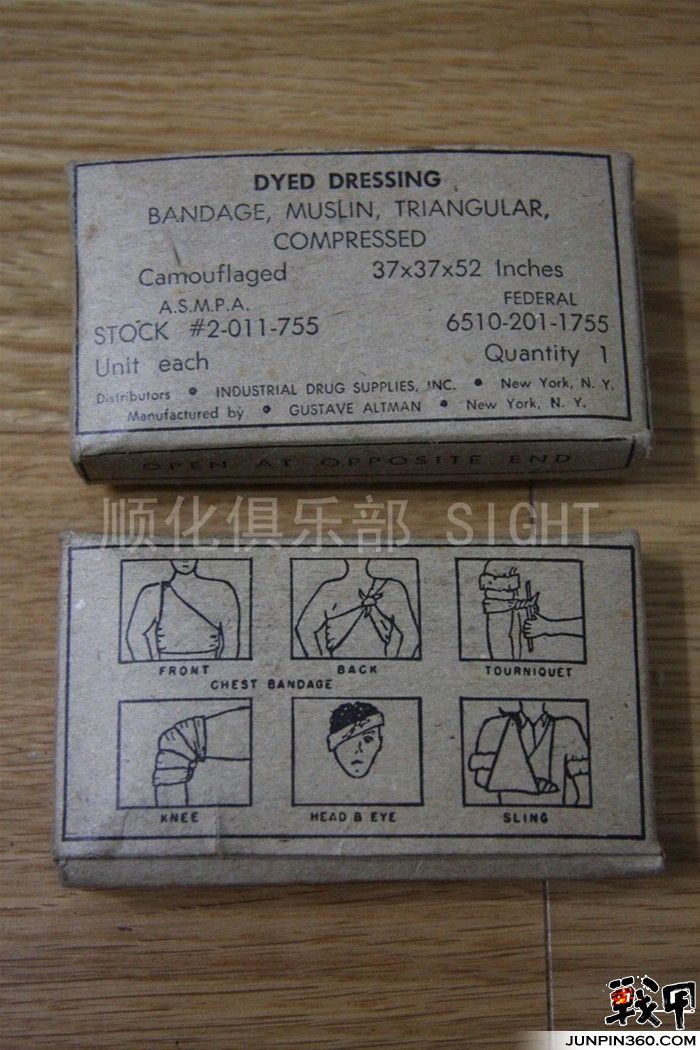 DYED DRESSING
BANDAGE, MUSLIN, TRIANGULAR,
COMPRESSED
Camouflaged 37x37x52 Inches
A.S.M.P.A. FEDERAL
STOCK #2-011-755 6510-201-1755
Unit each Quantity 1
Distributors • INDUSTRIAL DRUG SUPPLIES, INC. • New York, N. Y.
Manufactured by • GUSTAVE ALTMAN • New York, N. Y.
OPEN AT OPPOSITE END
顺化俱乐部 SIGHT
FRONT BACK TOURNIQUET
CHEST BANDAGE
KNEE HEAD & EYE SLING
戰甲
JUNPIN360.COM